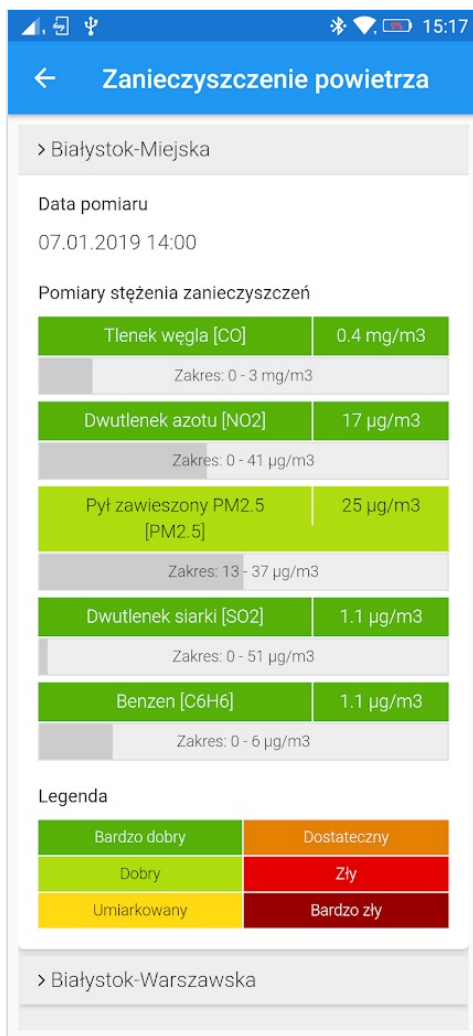 9% 15:17
Zanieczyszczenie powietrza
> Białystok-Miejska
Data pomiaru
07.01.2019 14:00
Pomiary stężenia zanieczyszczeń
Tlenek węgla [CO] 0.4 mg/m3
Zakres: 0 - 3 mg/m3
Dwutlenek azotu [NO2] 17 µg/m3
Zakres: 0 - 41 µg/m3
Pył zawieszony PM2.5 25 µg/m3
[PM2.5]
Zakres: 13 - 37 µg/m3
Dwutlenek siarki [SO2] 1.1 µg/m3
Zakres: 0 - 51 µg/m3
Benzen [C6H6] 1.1 µg/m3
Zakres: 0 - 6 µg/m3
Legenda
Bardzo dobry Dostateczny
Dobry Zły
Umiarkowany Bardzo zły
> Białystok-Warszawska